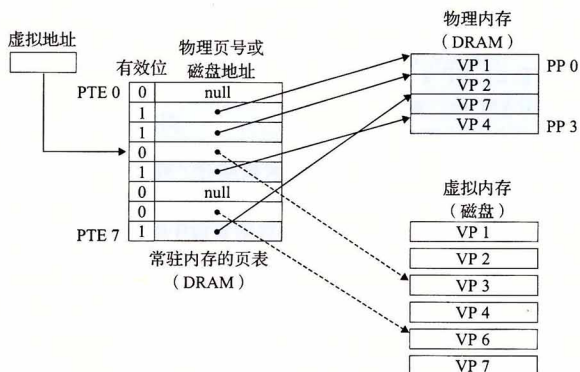 虚拟地址
物理页号或
有效位 磁盘地址
PTE 0 0 null
1
1
0
1
0 null
0
PTE 7 1
常驻内存的页表
(DRAM)
物理内存
(DRAM)
VP 1 PP 0
VP 2
VP 7
VP 4 PP 3
虚拟内存
(磁盘)
VP 1
VP 2
VP 3
VP 4
VP 6
VP 7